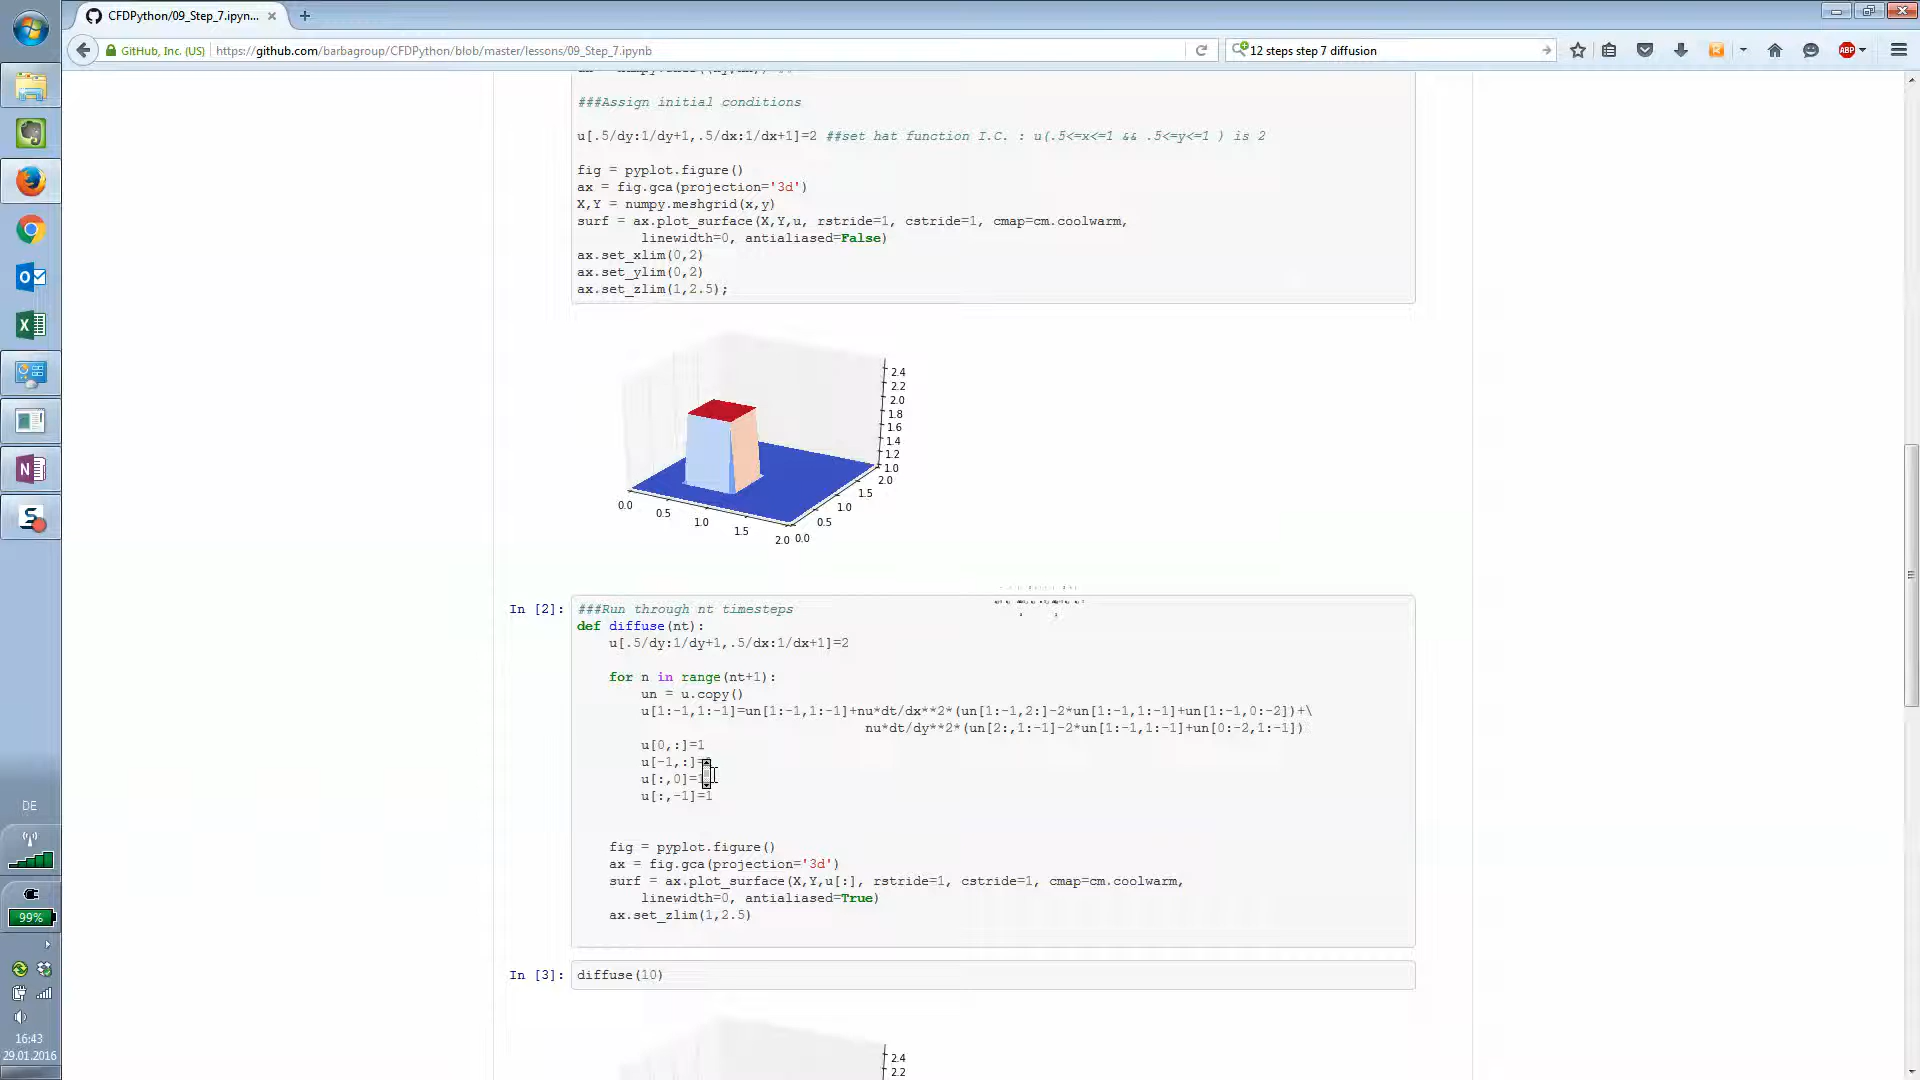 CFDPython/09_Step_7.ipyn...
GitHub, Inc. (US)
https://github.com/barbagroup/CFDPython/blob/master/lessons/09_Step_7.ipynb
12 steps step 7 diffusion
ABP
###Assign initial conditions
u[.5/dy:1/dy+1,.5/dx:1/dx+1]=2 ##set hat function I.C. : u(.5<=x<=1 && .5<=y<=1 ) is 2
fig = pyplot.figure()
ax = fig.gca(projection='3d')
X,Y = numpy.meshgrid(x,y)
surf = ax.plot_surface(X,Y,u, rstride=1, cstride=1, cmap=cm.coolwarm,
linewidth=0, antialiased=False)
ax.set_xlim(0,2)
ax.set_ylim(0,2)
ax.set_zlim(1,2.5);
2.4
2.2
2.0
1.8
1.6
1.4
1.2
1.0
2.0
1.5
1.0
0.5
0.0
0.0
0.5
1.0
1.5
2.0
In [2]:
###Run through nt timesteps
def diffuse(nt):
u[.5/dy:1/dy+1,.5/dx:1/dx+1]=2
for n in range(nt+1):
un = u.copy()
u[1:-1,1:-1]=un[1:-1,1:-1]+nu*dt/dx**2*(un[1:-1,2:]-2*un[1:-1,1:-1]+un[1:-1,0:-2])+\
nu*dt/dy**2*(un[2:,1:-1]-2*un[1:-1,1:-1]+un[0:-2,1:-1])
u[0,:]=1
u[-1,:]=
u[:,0]=1
u[:,-1]=1
fig = pyplot.figure()
ax = fig.gca(projection='3d')
surf = ax.plot_surface(X,Y,u[:], rstride=1, cstride=1, cmap=cm.coolwarm,
linewidth=0, antialiased=True)
ax.set_zlim(1,2.5)
In [3]:
diffuse(10)
2.4
2.2
DE
99%
16:43
29.01.2016